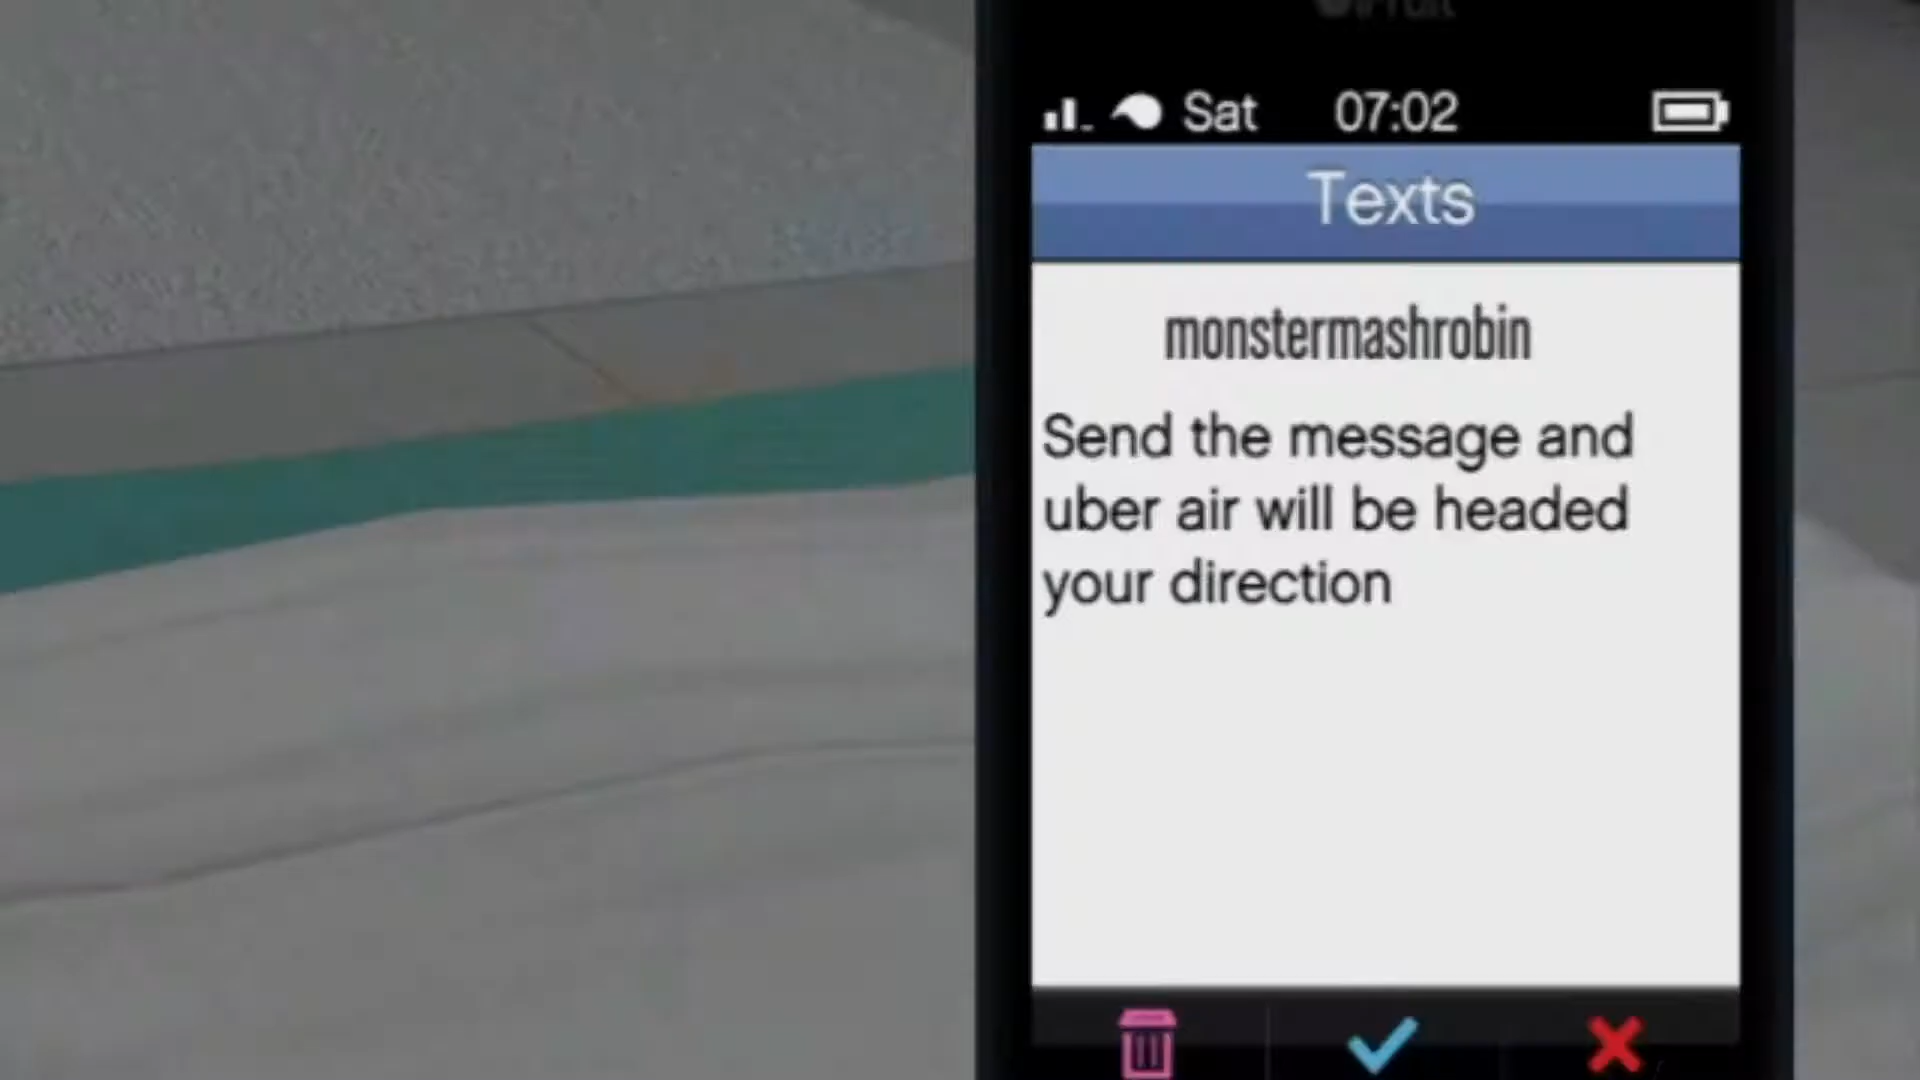 Sat 07:02
Texts
monstermashrobin
Send the message and
uber air will be headed
your direction